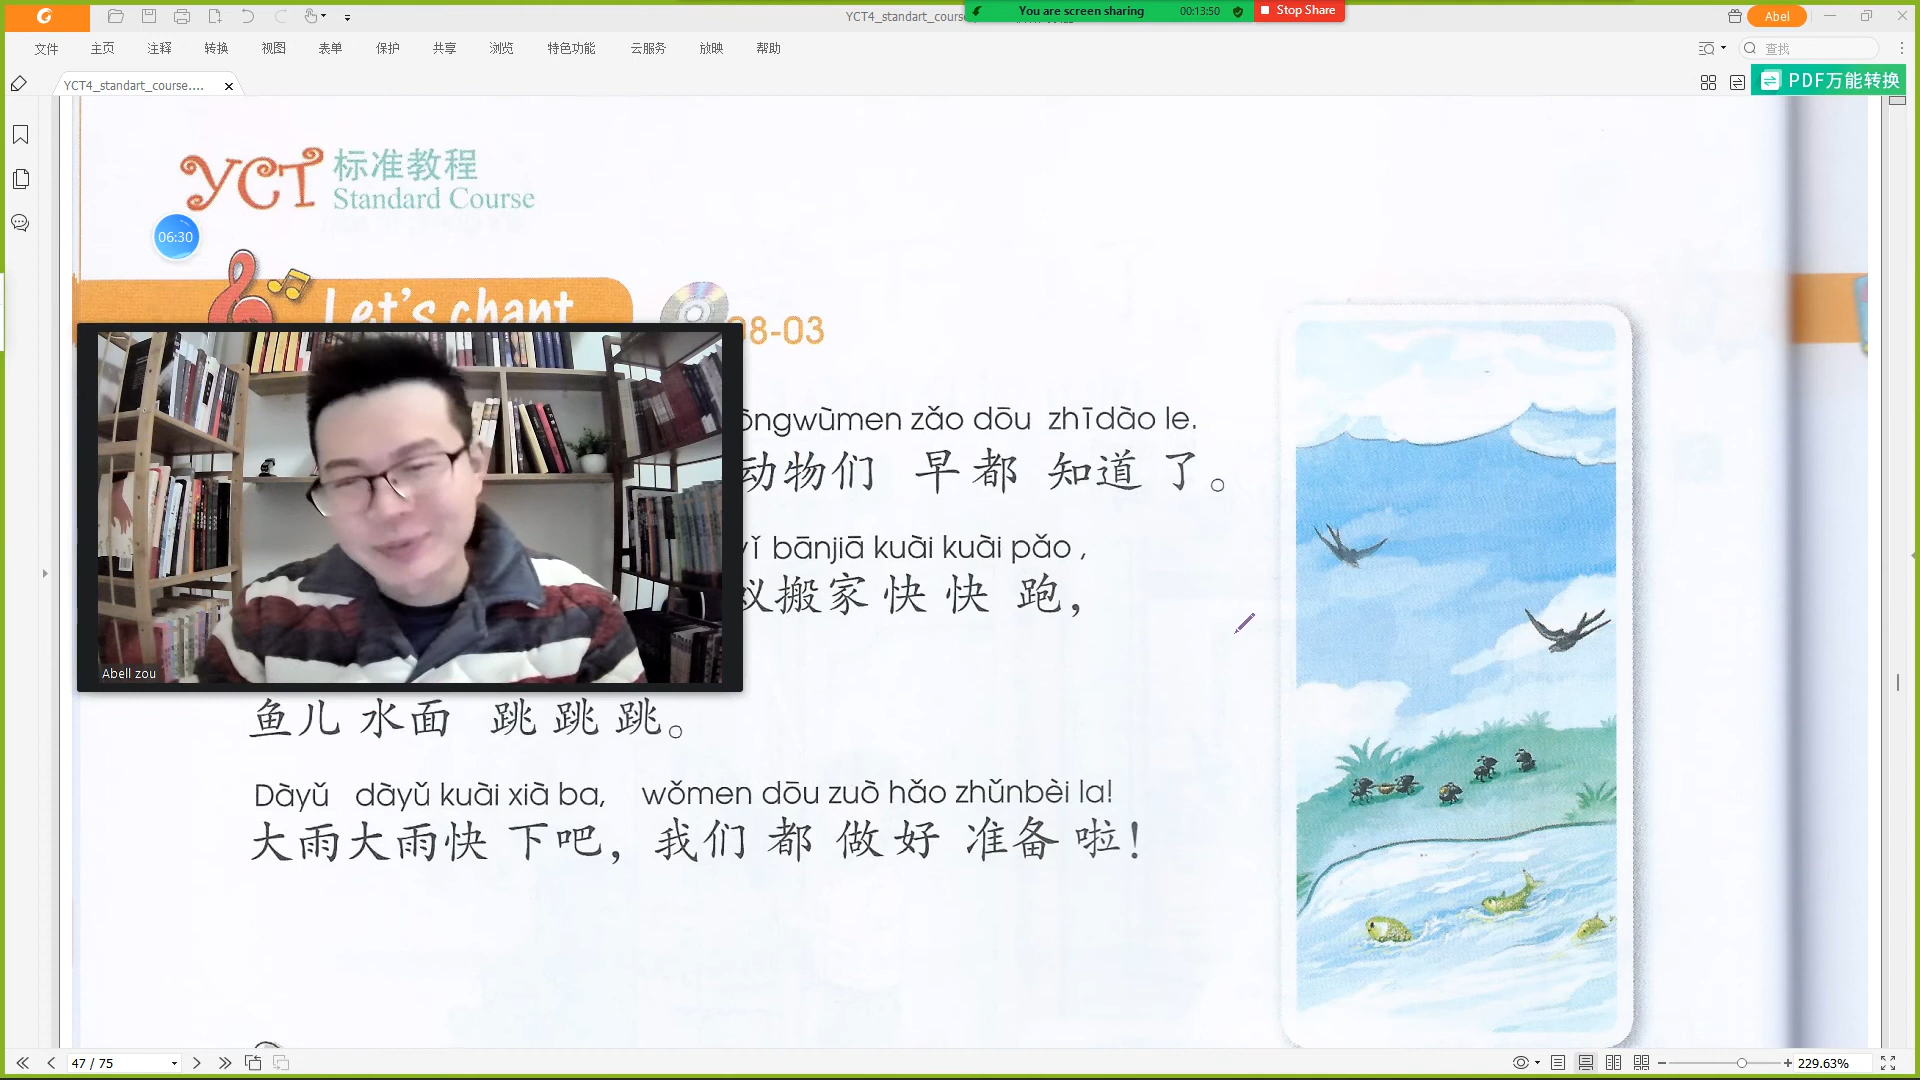 YCT4_standart_cours
You are screen sharing
00:13:50
Stop Share
Abel
文件 主页 注释 转换 视图 表单 保护 共享 浏览 特色功能 云服务 放映 帮助
查找
YCT4_standart_course....
PDF万能转换
YCT 标准教程
Standard Course
06:30
Let's chant
8-03
ōngwùmen zǎo dōu zhīdào le.
动物们 早都 知道 了。
yǐ bānjiā kuài kuài pǎo ,
蚁搬家 快 快 跑，
Abell zou
鱼儿 水面 跳 跳 跳。
Dàyǔ dàyǔ kuài xià ba, wǒmen dōu zuò hǎo zhǔnbèi la!
大雨大雨快 下吧，我们 都 做好 准备 啦！
47 / 75
229.63%